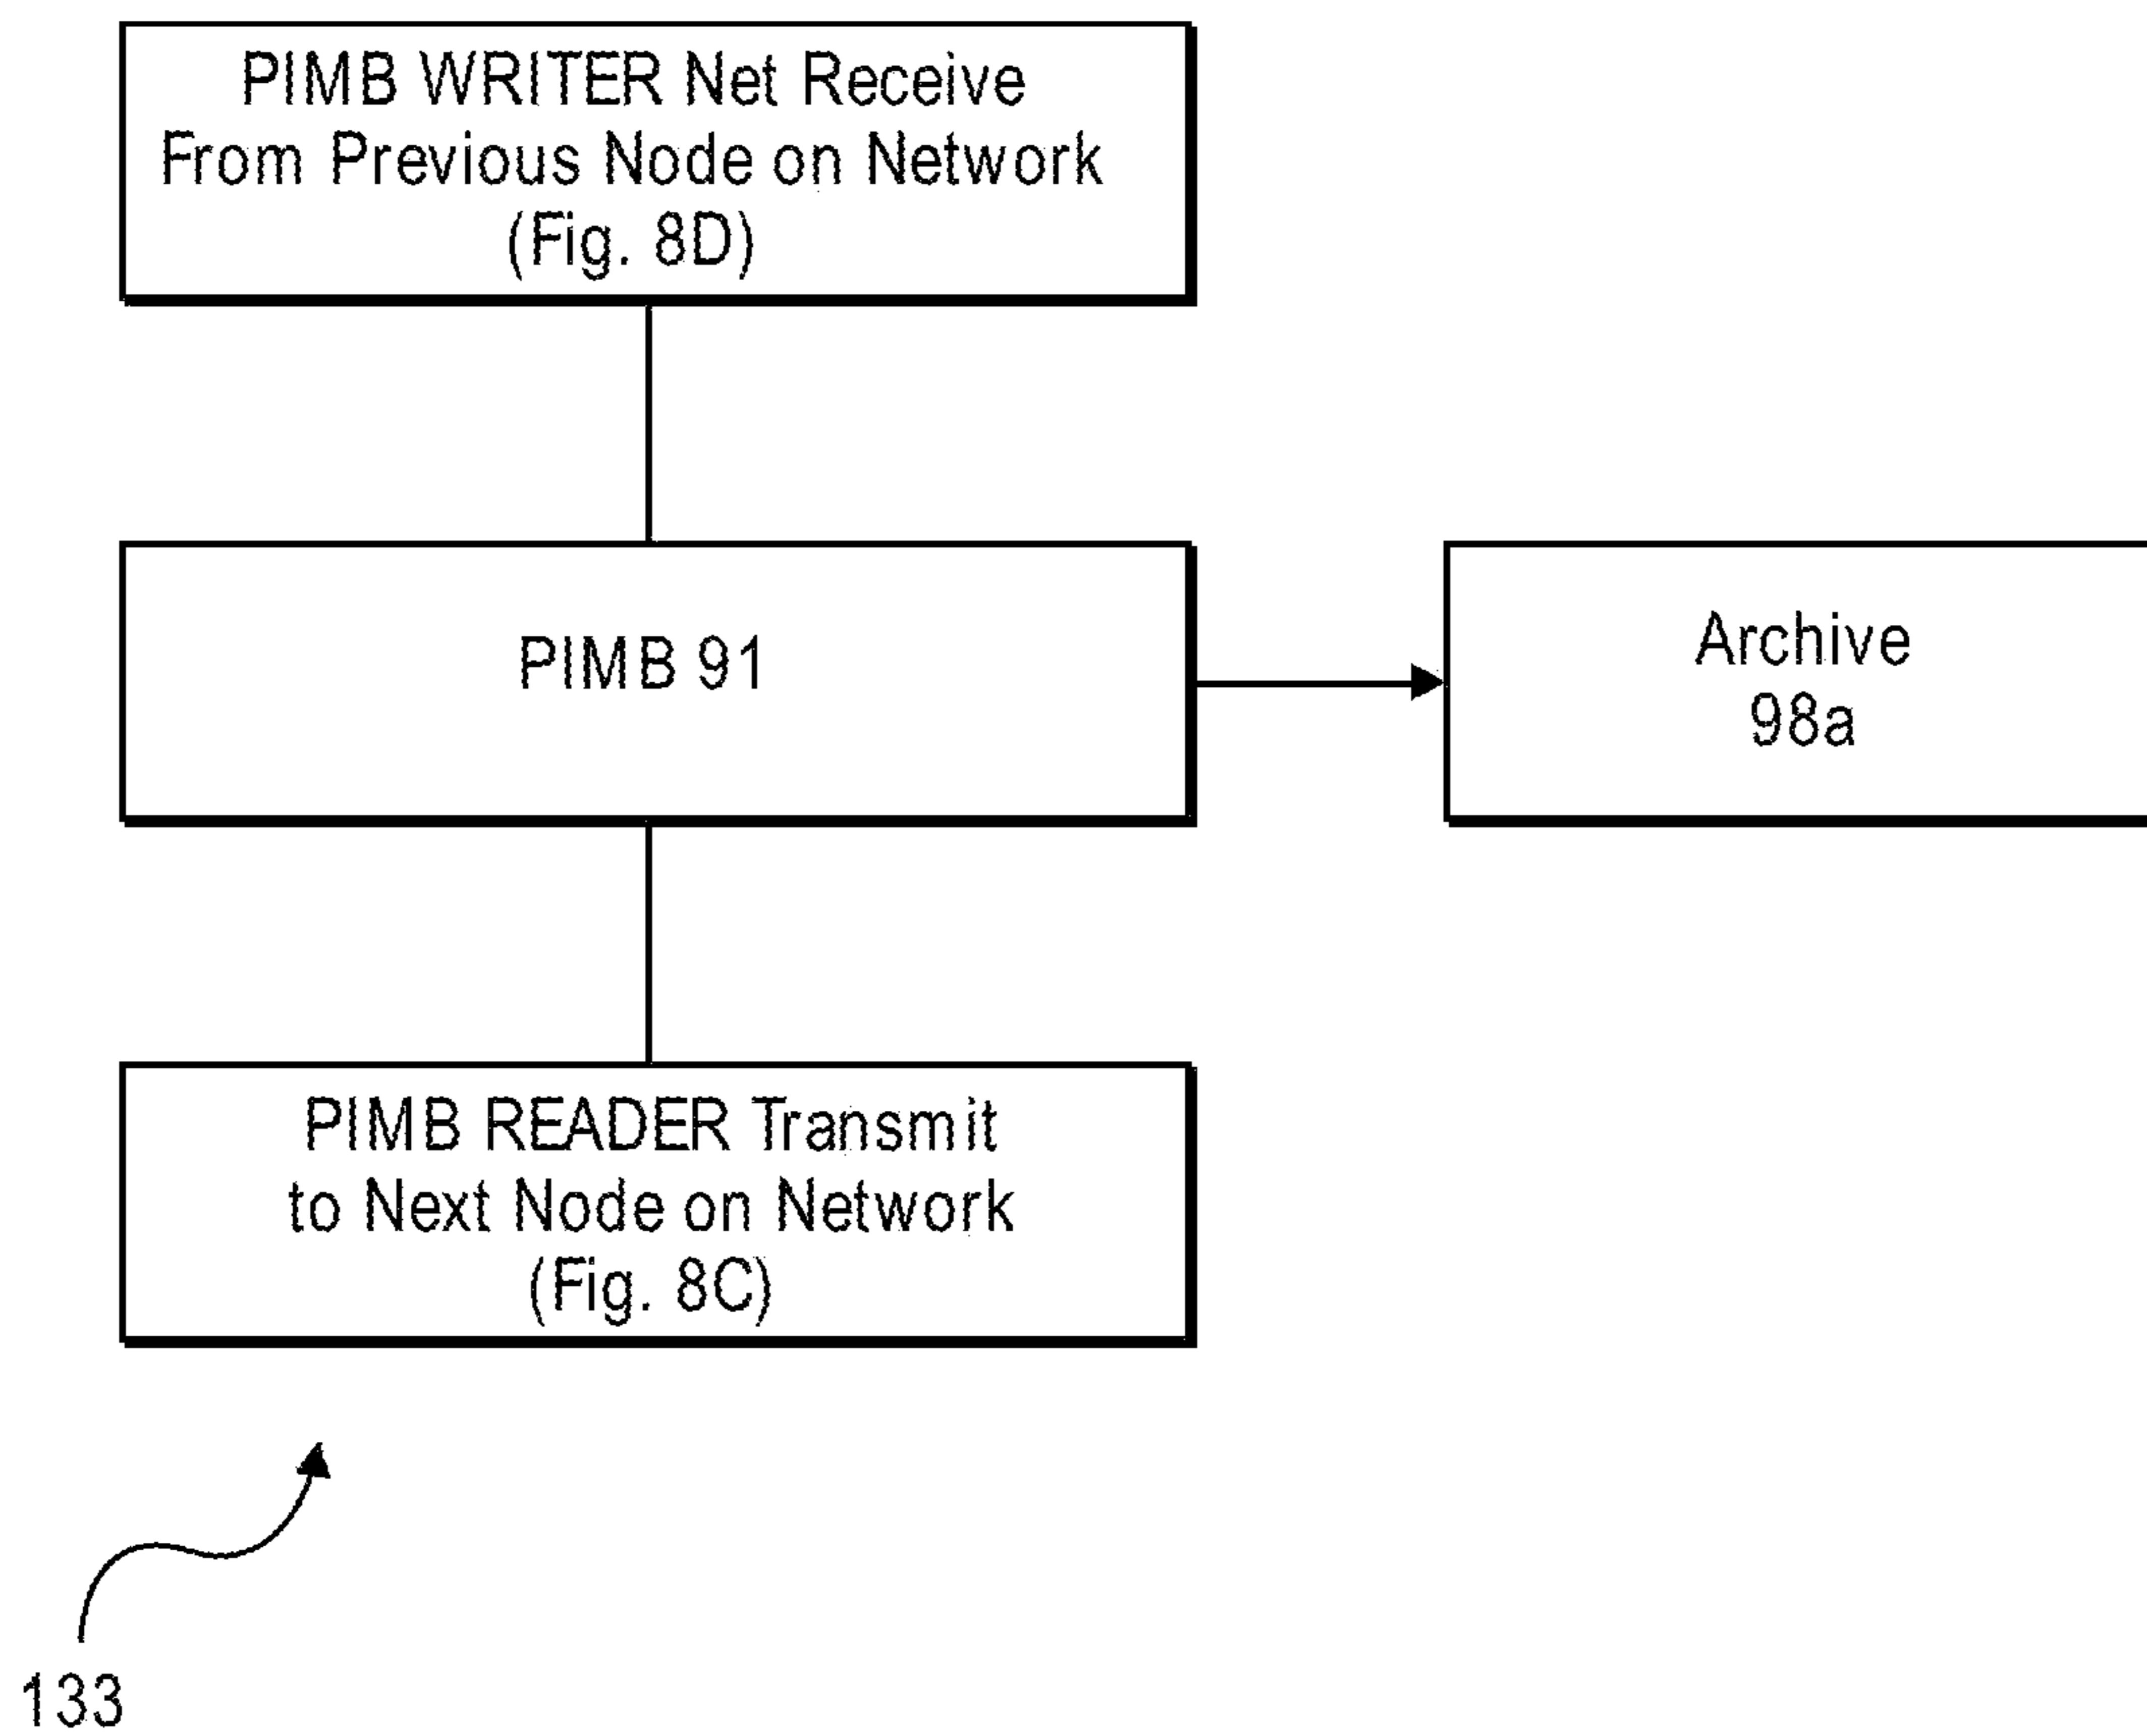 PIMB WRITER Net Receive
From Previous Node on Network
(Fig. 8D)
PIMB 91
Archive
98a
PIMB READER Transmit
to Next Node on Network
(Fig. 8C)
133